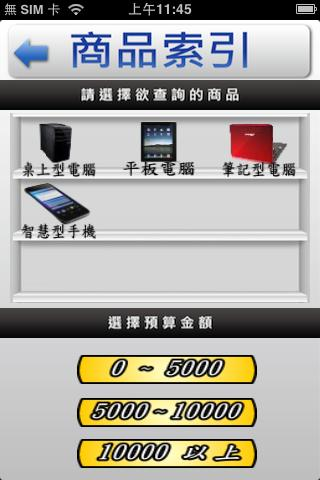 無 SIM 卡 上午11:45
商品索引
請選擇欲查詢的商品
桌上型電腦 平板電腦 筆記型電腦
智慧型手機
選擇預算金額
0 ~ 5000
5000~10000
10000 以上